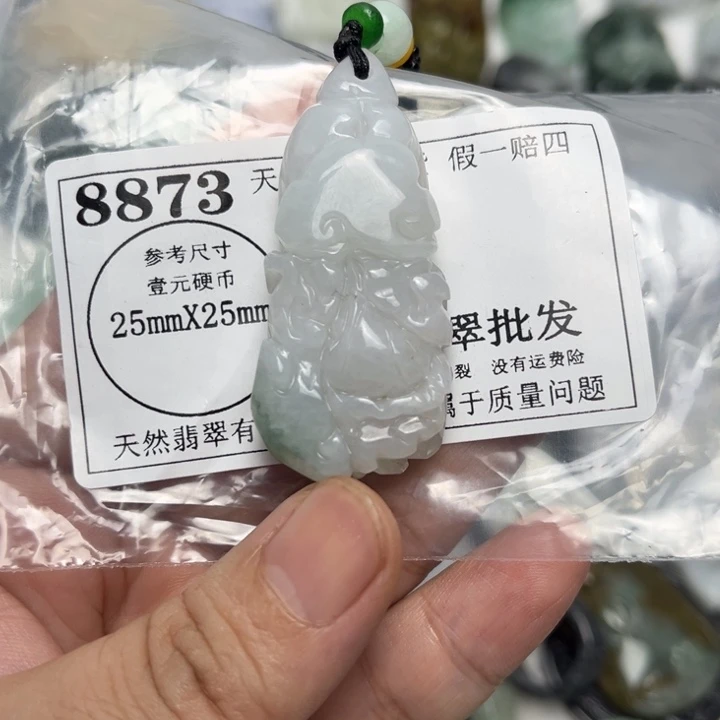 8873 天 假一赔四
参考尺寸
壹元硬币
25mmX25mm
翠批发
裂 没有运费险
天然翡翠有 属于质量问题